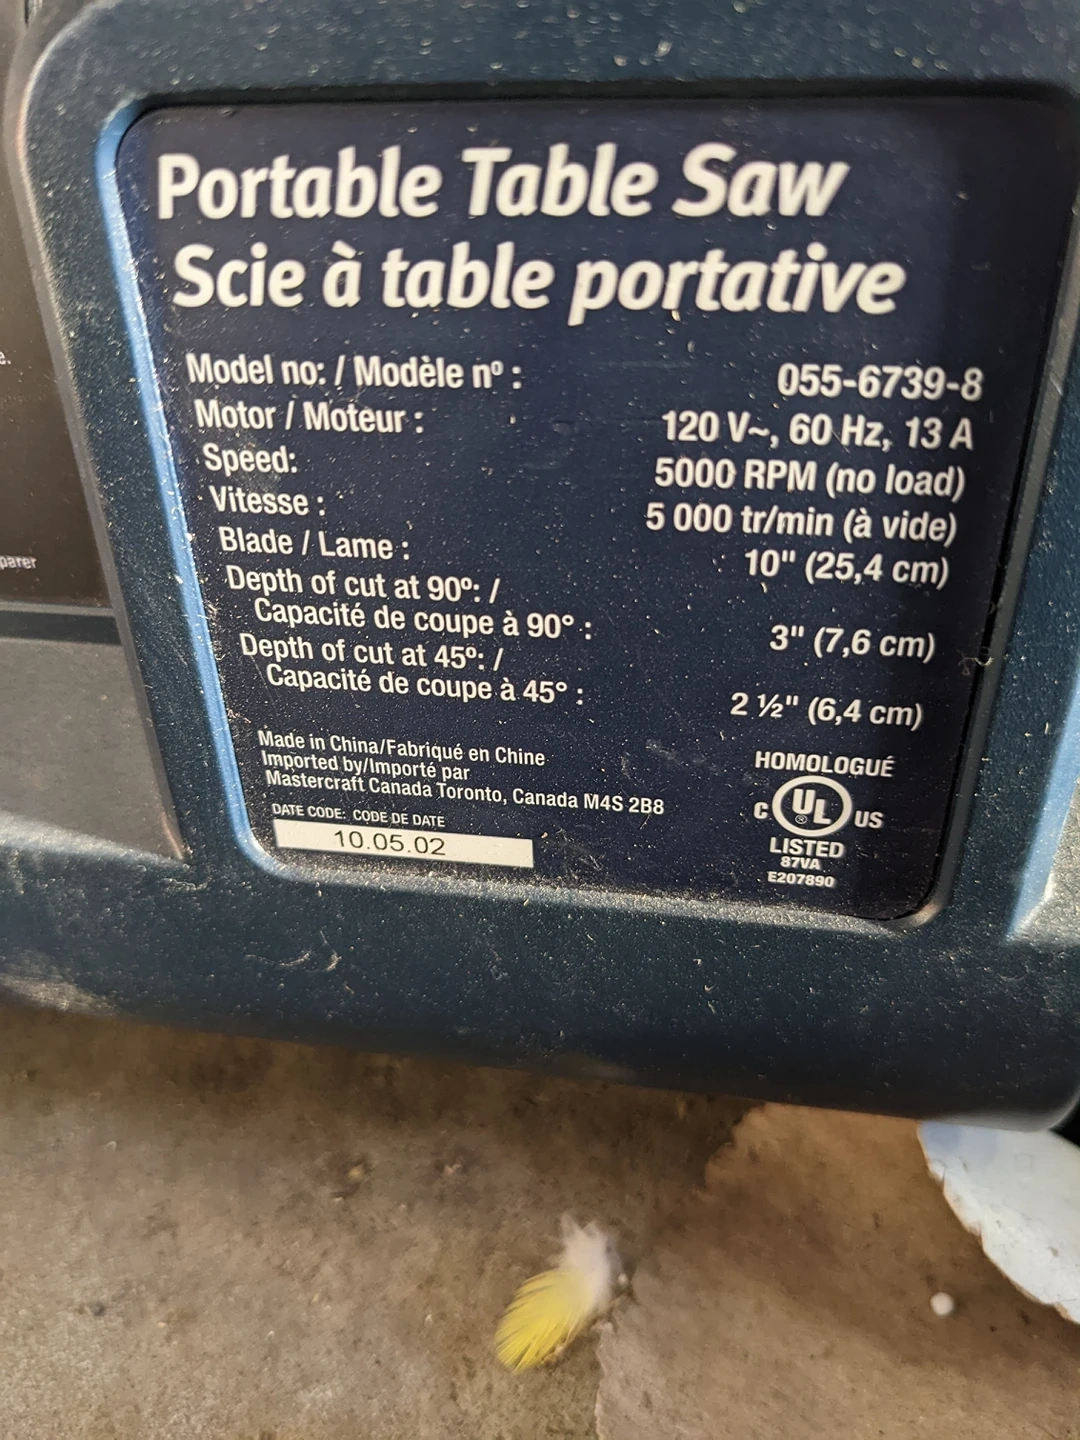 Portable Table Saw
Scie à table portative
Model no: / Modèle nº : 055-6739-8
Motor / Moteur : 120 V~, 60 Hz, 13 A
Speed: 5000 RPM (no load)
Vitesse : 5 000 tr/min (à vide)
Blade / Lame : 10" (25,4 cm)
Depth of cut at 90º: /
Capacité de coupe à 90° : 3" (7,6 cm)
Depth of cut at 45º: /
Capacité de coupe à 45° : 2 ½" (6,4 cm)
Made in China/Fabriqué en Chine
Imported by/Importé par
Mastercraft Canada Toronto, Canada M4S 2B8
DATE CODE: CODE DE DATE
10.05.02
HOMOLOGUÉ
C UL ® US
LISTED
87VA
E207890